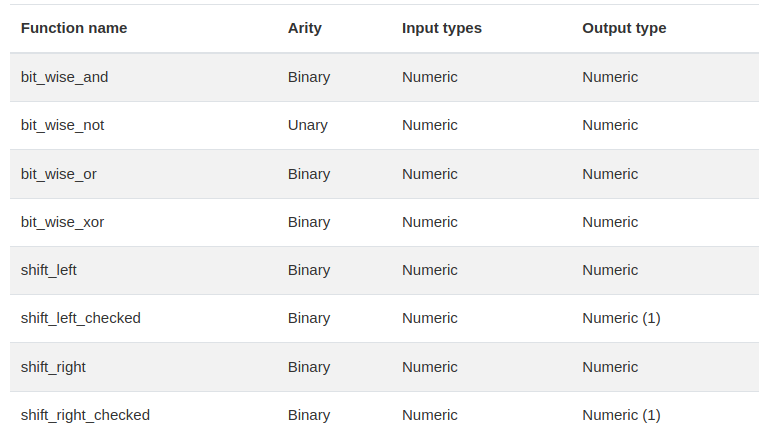 Function name Arity Input types Output type
bit_wise_and Binary Numeric Numeric
bit_wise_not Unary Numeric Numeric
bit_wise_or Binary Numeric Numeric
bit_wise_xor Binary Numeric Numeric
shift_left Binary Numeric Numeric
shift_left_checked Binary Numeric Numeric (1)
shift_right Binary Numeric Numeric
shift_right_checked Binary Numeric Numeric (1)